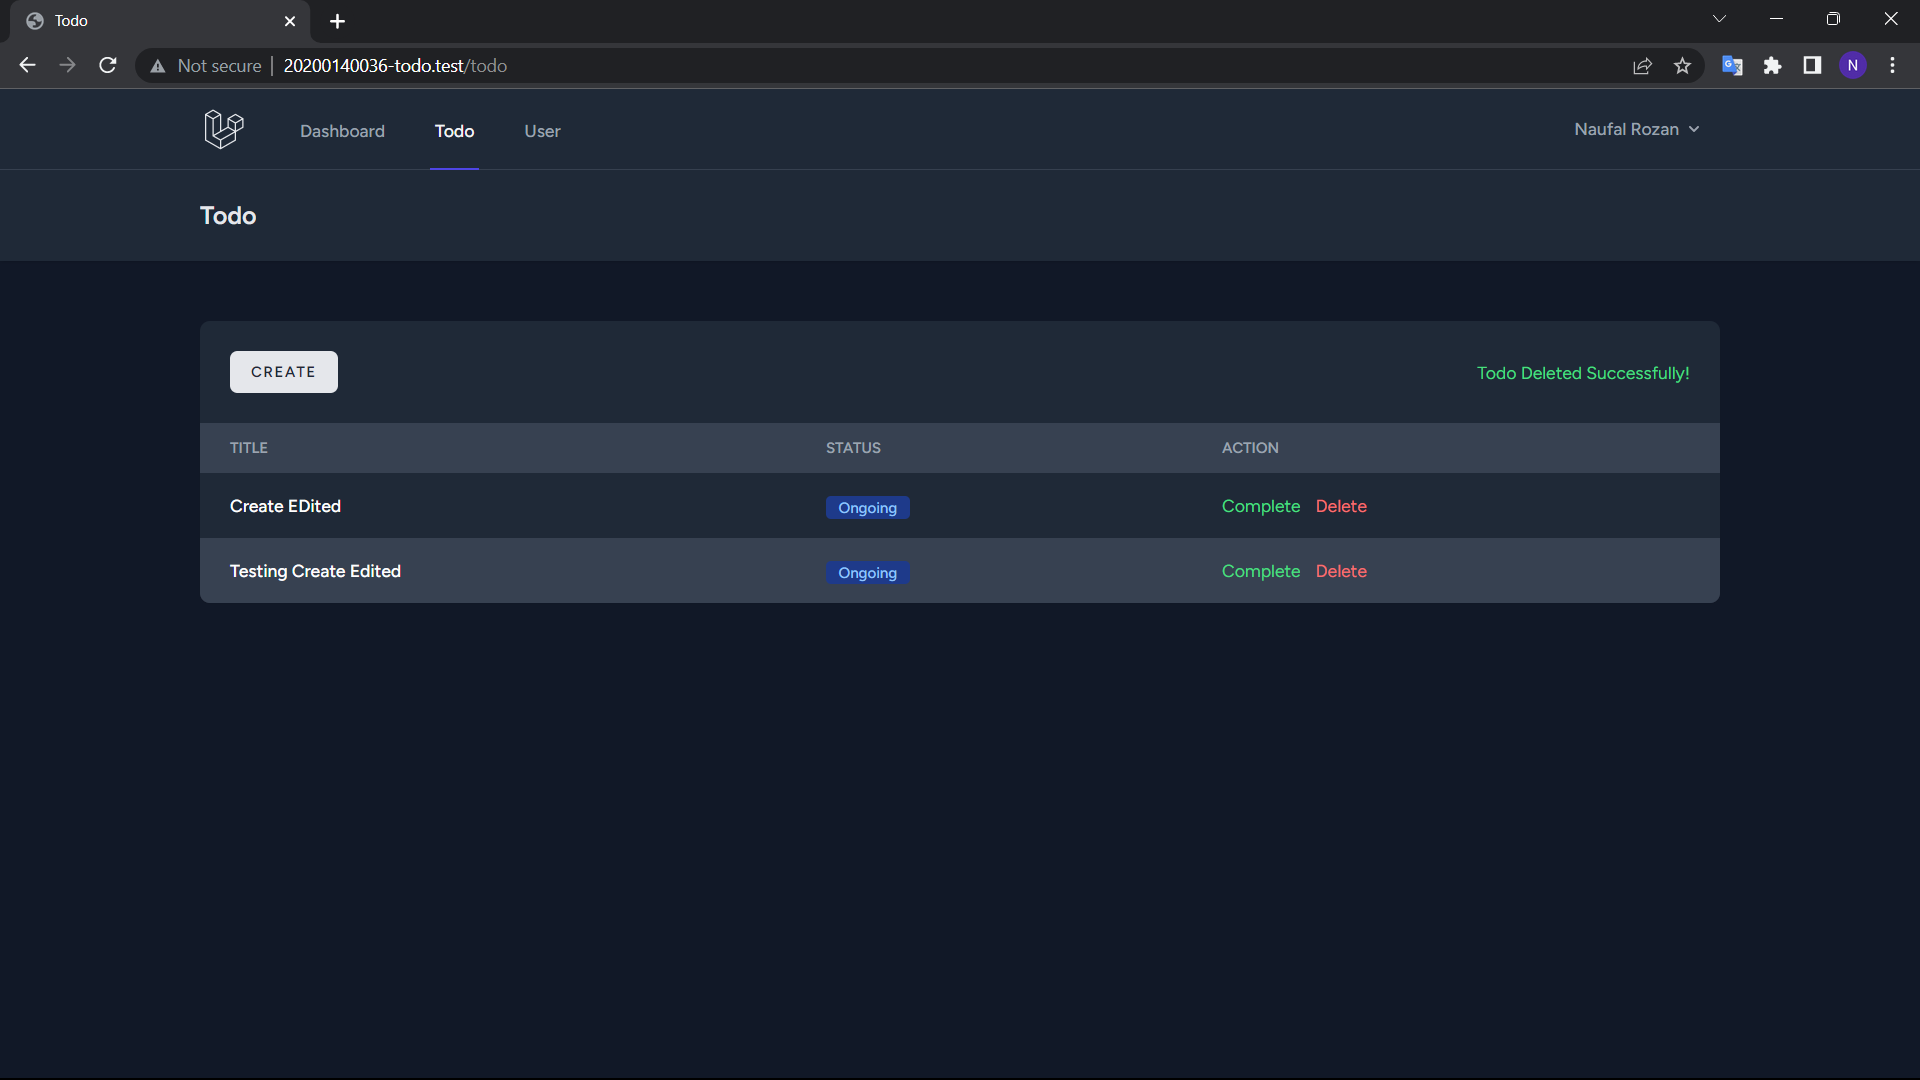 Todo
Not secure 20200140036-todo.test/todo
N
Dashboard Todo User Naufal Rozan
Todo
CREATE Todo Deleted Successfully!
TITLE STATUS ACTION
Create EDited Ongoing Complete Delete
Testing Create Edited Ongoing Complete Delete